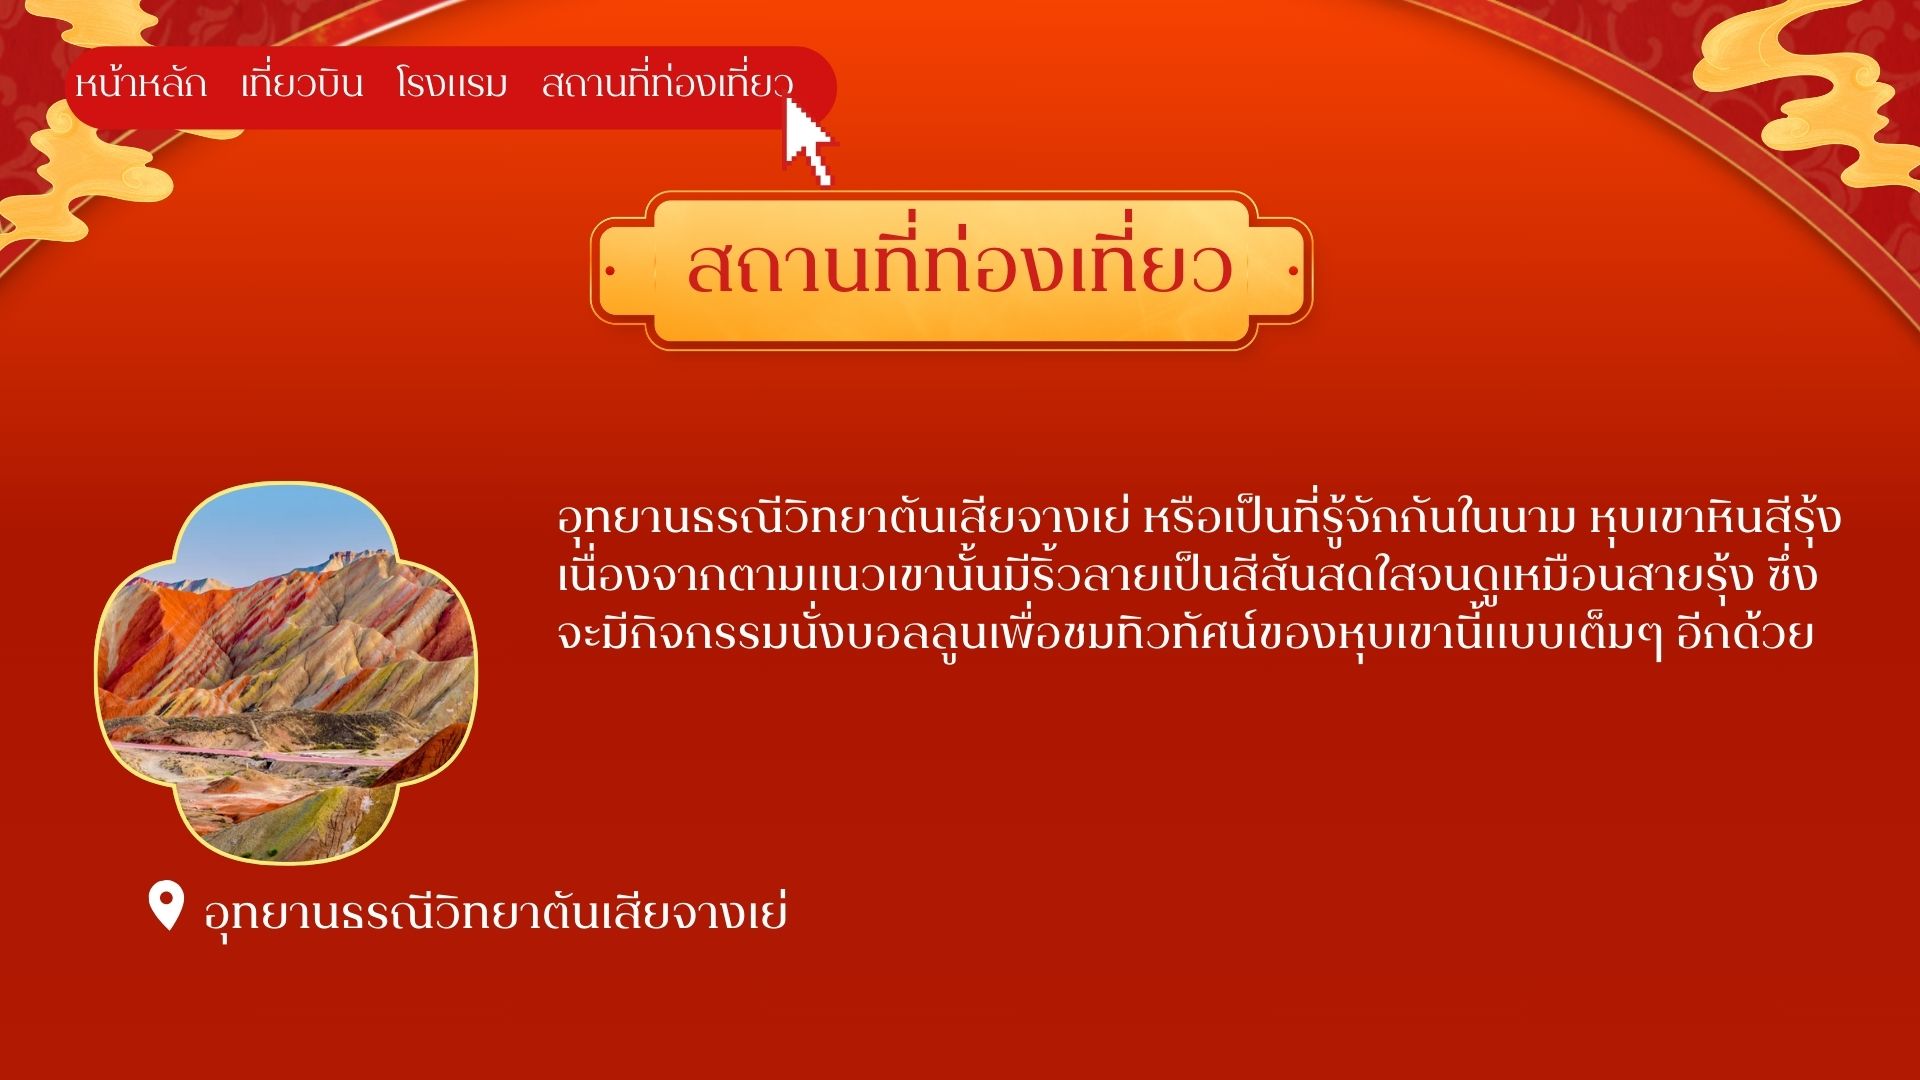 หน้าหลัก เที่ยวบิน โรงแรม สถานที่ท่องเที่ยว
สถานที่ท่องเที่ยว
อุทยานธรณีวิทยาตันเสียจางเย่ หรือเป็นที่รู้จักกันในนาม หุบเขาหินสีรุ้ง
เนื่องจากตามแนวเขานั้นมีริ้วลายเป็นสีสันสดใสจนดูเหมือนสายรุ้ง ซึ่ง
จะมีกิจกรรมนั่งบอลลูนเพื่อชมทิวทัศน์ของหุบเขานี้แบบเต็มๆ อีกด้วย
อุทยานธรณีวิทยาตันเสียจางเย่